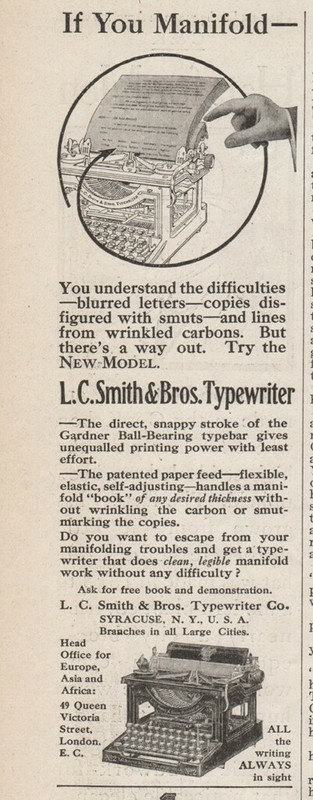 If You Manifold—
You understand the difficulties
—blurred letters—copies dis-
figured with smuts—and lines
from wrinkled carbons. But
there's a way out. Try the
NEW MODEL.
L.C.Smith & Bros. Typewriter
—The direct, snappy stroke of the
Gardner Ball-Bearing typebar gives
unequalled printing power with least
effort.
—The patented paper feed—flexible,
elastic, self-adjusting—handles a mani-
fold "book" of any desired thickness with-
out wrinkling the carbon or smut-
marking the copies.
Do you want to escape from your
manifolding troubles and get a type-
writer that does clean, legible manifold
work without any difficulty?
Ask for free book and demonstration.
L. C. Smith & Bros. Typewriter Co.
SYRACUSE, N. Y., U. S. A.
Branches in all Large Cities.
Head
Office for
Europe,
Asia and
Africa:
49 Queen
Victoria
Street,
London,
E. C.
ALL
the
writing
ALWAYS
in sight